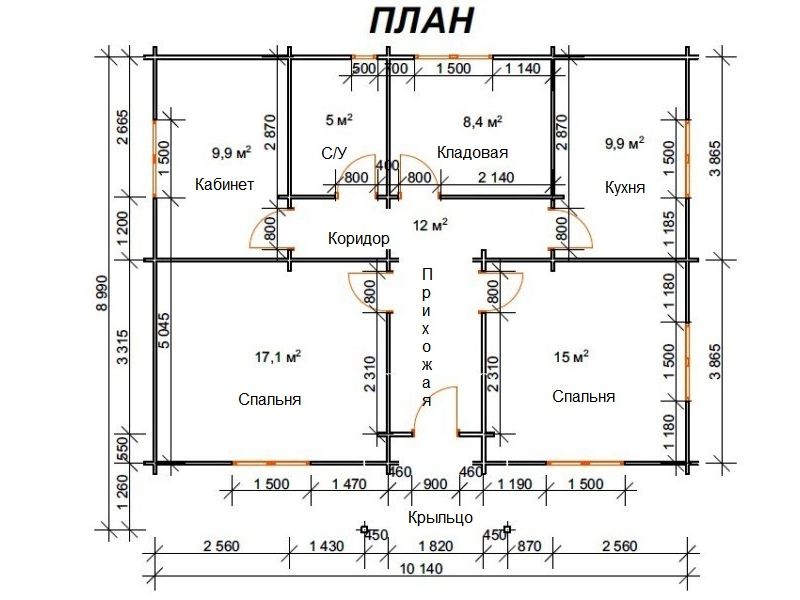 ПЛАН
500 700 1 500 1 140
2 665
2 870
5 м²
8,4 м²
2 870
9,9 м²
3 865
1 500
9,9 м²
С/У
Кладовая
1 500
400
Кабинет
800
800
2 140
Кухня
1 200
800
Коридор
12 м²
800
1 185
8 990
Прихожая
800
800
1 180
3 315
5 045
17,1 м²
2 310
2 310
15 м²
1 500
3 865
Спальня
Спальня
1 180
550
460
460
1 260
1 500
1 470
900
1 190
1 500
Крыльцо
450
450
2 560
1 430
1 820
870
2 560
10 140